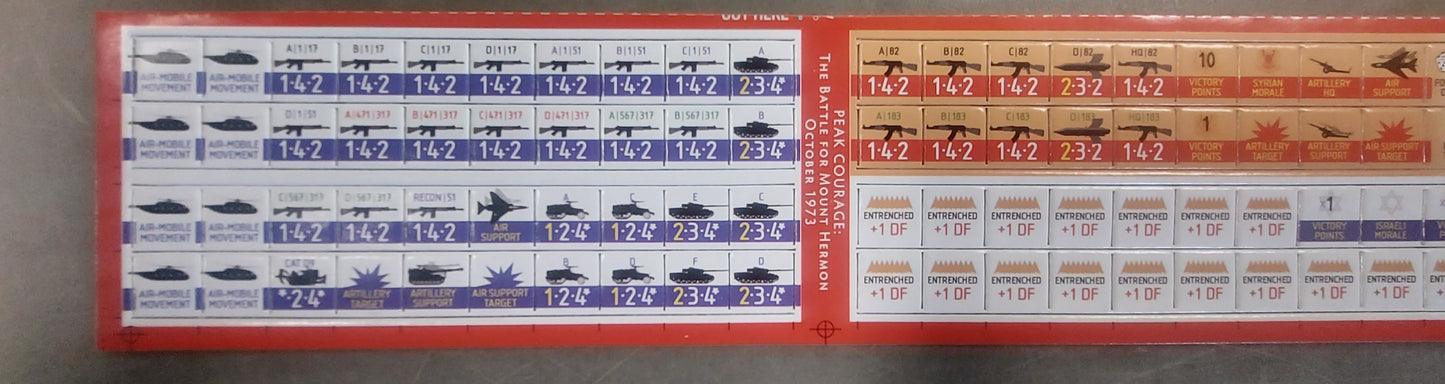 CUT HERE
PEAK COURAGE:
THE BATTLE FOR MOUNT HERMON
OCTOBER 1973
AIR-MOBILE MOVEMENT
AIR-MOBILE MOVEMENT
A|1|17 1-4-2
B|1|17 1-4-2
C|1|17 1-4-2
D|1|17 1-4-2
A|1|51 1-4-2
B|1|51 1-4-2
C|1|51 1-4-2
A 2-3-4*
AIR-MOBILE MOVEMENT
AIR-MOBILE MOVEMENT
D|1|51 1-4-2
A|471|317 1-4-2
B|471|317 1-4-2
C|471|317 1-4-2
D|471|317 1-4-2
A|567|317 1-4-2
B|567|317 1-4-2
B 2-3-4*
AIR-MOBILE MOVEMENT
AIR-MOBILE MOVEMENT
C|567|317 1-4-2
D|567|317 1-4-2
RECON|51 1-4-2
AIR SUPPORT
A 1-2-4*
C 1-2-4*
E 2-3-4*
C 2-3-4*
AIR-MOBILE MOVEMENT
AIR-MOBILE MOVEMENT
CAT D9 *-2-4*
ARTILLERY TARGET
ARTILLERY SUPPORT
AIR SUPPORT TARGET
B 1-2-4*
D 1-2-4*
F 2-3-4*
D 2-3-4*
A|82 1-4-2
B|82 1-4-2
C|82 1-4-2
D|82 2-3-2
HQ|82 1-4-2
10 VICTORY POINTS
SYRIAN MORALE
ARTILLERY HQ
AIR SUPPORT
A|183 1-4-2
B|183 1-4-2
C|183 1-4-2
D|183 2-3-2
HQ|183 1-4-2
1 VICTORY POINTS
ARTILLERY TARGET
ARTILLERY SUPPORT
AIR SUPPORT TARGET
ENTRENCHED +1 DF
ENTRENCHED +1 DF
ENTRENCHED +1 DF
ENTRENCHED +1 DF
ENTRENCHED +1 DF
ENTRENCHED +1 DF
ENTRENCHED +1 DF
1 VICTORY POINTS
ISRAELI MORALE
ENTRENCHED +1 DF
ENTRENCHED +1 DF
ENTRENCHED +1 DF
ENTRENCHED +1 DF
ENTRENCHED +1 DF
ENTRENCHED +1 DF
ENTRENCHED +1 DF
ENTRENCHED +1 DF
ENTRENCHED +1 DF